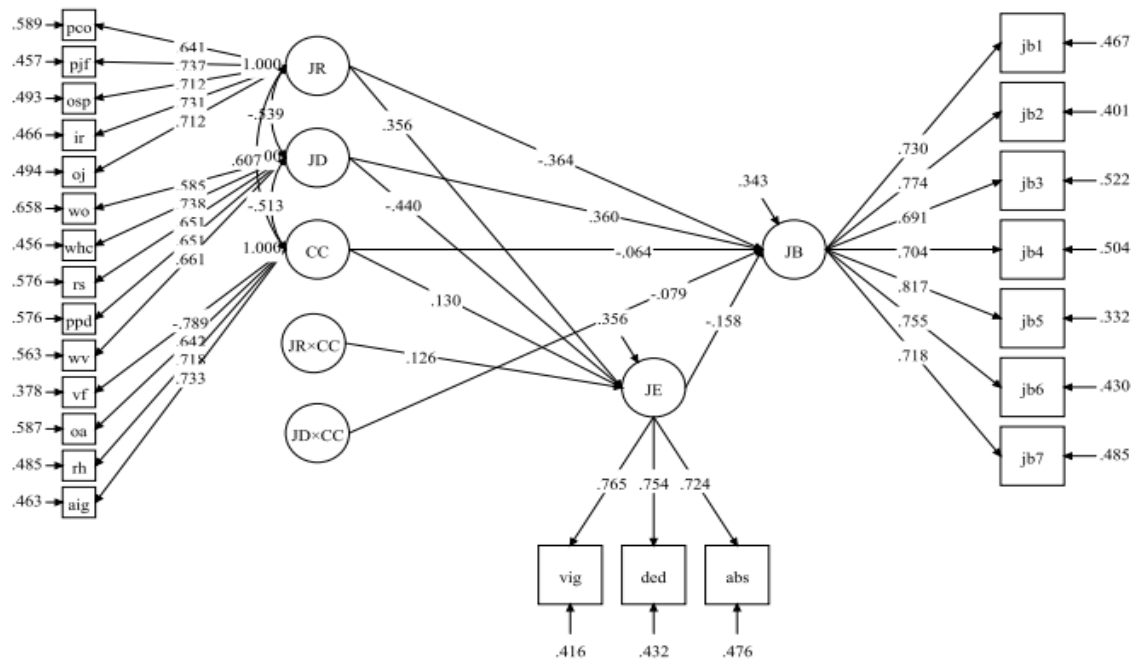 .589 pco
.457 pjf
.493 osp
.466 ir
.494 oj
.658 wo
.456 whc
.576 rs
.576 ppd
.563 wv
.378 vf
.587 oa
.485 rh
.463 aig
.641
.737
.712
.731
.712
.585
.738
.651
.651
.661
-.789
.642
.718
.733
1.000
-.539
.607
-.513
1.000
JR
JD
CC
JR×CC
JD×CC
.356
-.440
.130
.126
-.364
.360
-.064
-.079
.343
.356
-.158
JB
JE
.765 .754 .724
vig ded abs
.416 .432 .476
.730
.774
.691
.704
.817
.755
.718
jb1 .467
jb2 .401
jb3 .522
jb4 .504
jb5 .332
jb6 .430
jb7 .485